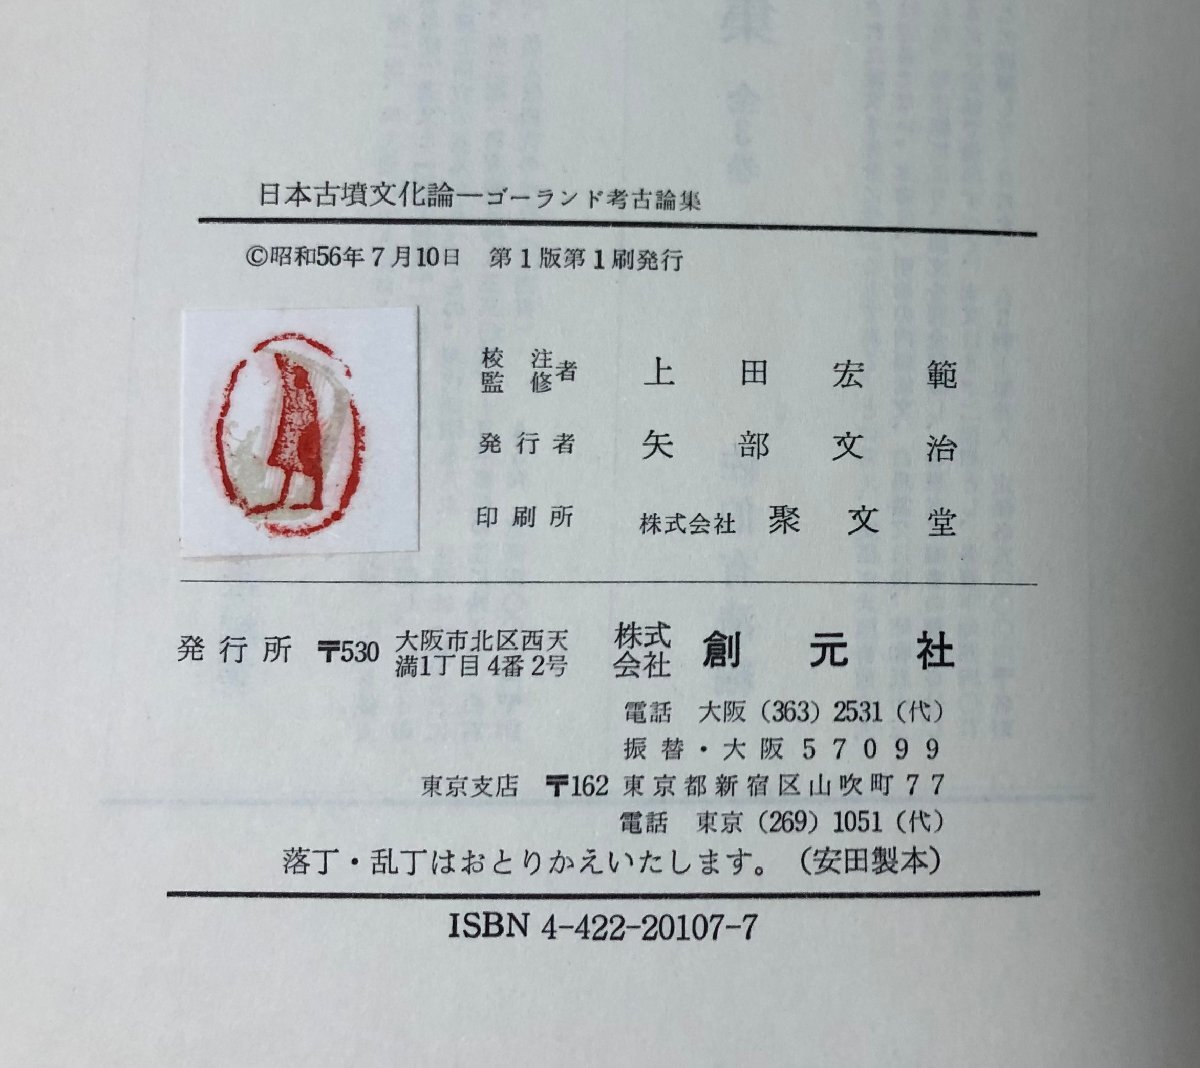 日本古墳文化論―ゴーランド考古論集
©昭和56年7月10日 第1版第1刷発行
校注監修者 上田宏範
発行者 矢部文治
印刷所 株式会社 聚文堂
発行所 〒530 大阪市北区西天満1丁目4番2号 株式会社 創元社
電話 大阪(363)2531(代)
振替・大阪57099
東京支店 〒162 東京都新宿区山吹町77
電話 東京(269)1051(代)
落丁・乱丁はおとりかえいたします。(安田製本)
ISBN 4-422-20107-7